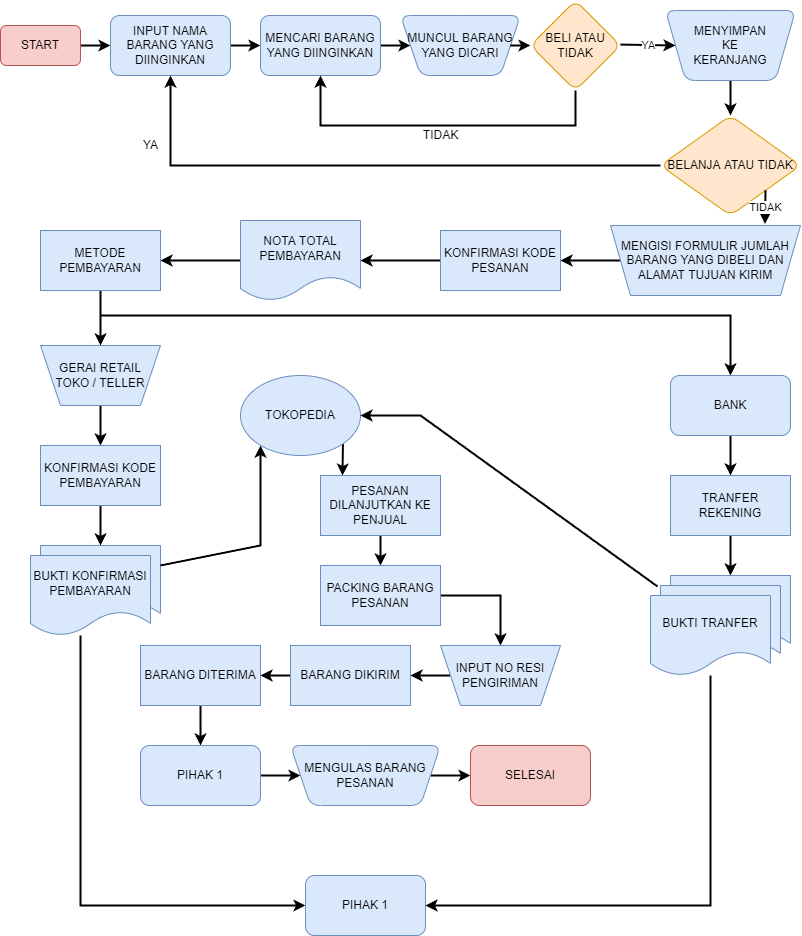 START
INPUT NAMA
BARANG YANG
DIINGINKAN
MENCARI BARANG
YANG DIINGINKAN
MUNCUL BARANG
YANG DICARI
BELI ATAU
TIDAK
YA
MENYIMPAN
KE
KERANJANG
TIDAK
YA
BELANJA ATAU TIDAK
TIDAK
MENGISI FORMULIR JUMLAH
BARANG YANG DIBELI DAN
ALAMAT TUJUAN KIRIM
KONFIRMASI KODE
PESANAN
NOTA TOTAL
PEMBAYARAN
METODE
PEMBAYARAN
GERAI RETAIL
TOKO / TELLER
TOKOPEDIA
BANK
KONFIRMASI KODE
PEMBAYARAN
PESANAN
DILANJUTKAN KE
PENJUAL
TRANFER
REKENING
BUKTI KONFIRMASI
PEMBAYARAN
PACKING BARANG
PESANAN
BUKTI TRANFER
BARANG DITERIMA
BARANG DIKIRIM
INPUT NO RESI
PENGIRIMAN
PIHAK 1
MENGULAS BARANG
PESANAN
SELESAI
PIHAK 1